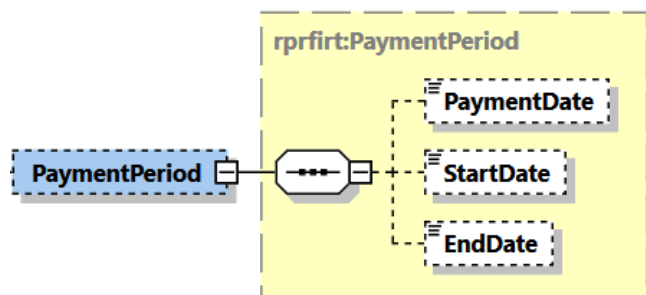 rprfirt:PaymentPeriod
PaymentDate
PaymentPeriod
StartDate
EndDate